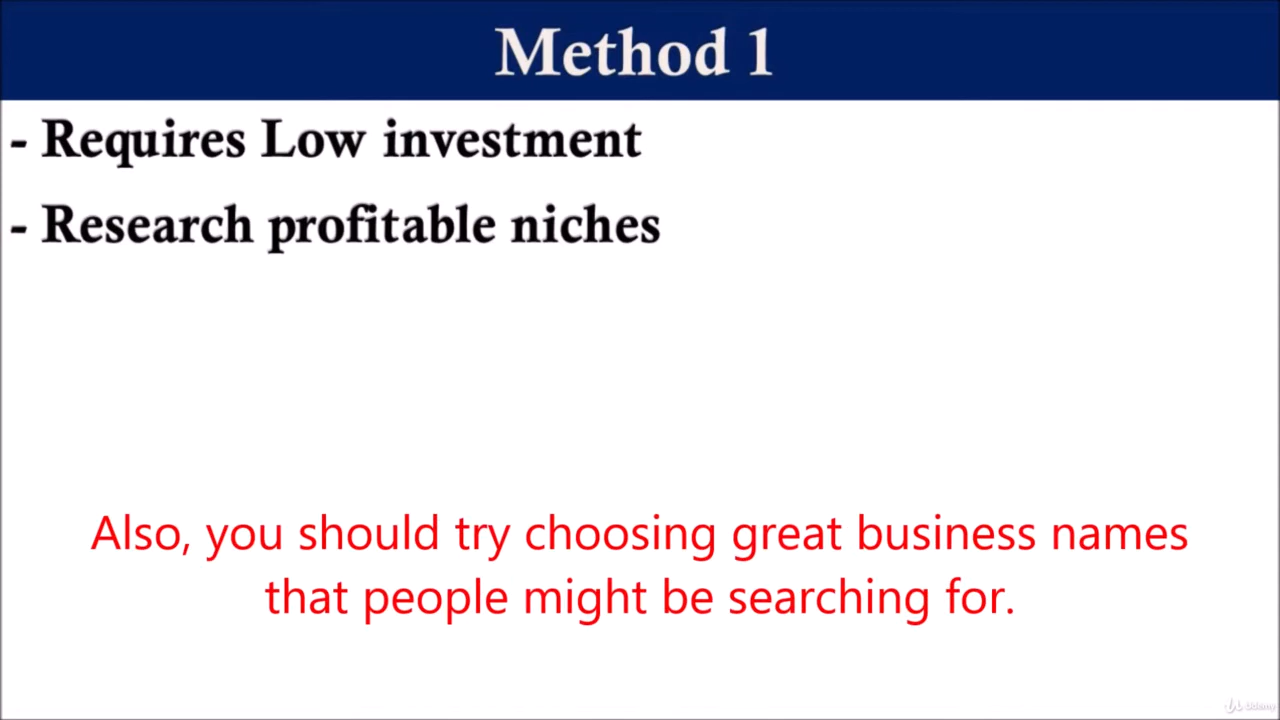 Method 1
- Requires Low investment
- Research profitable niches
Also, you should try choosing great business names
that people might be searching for.
Udemy